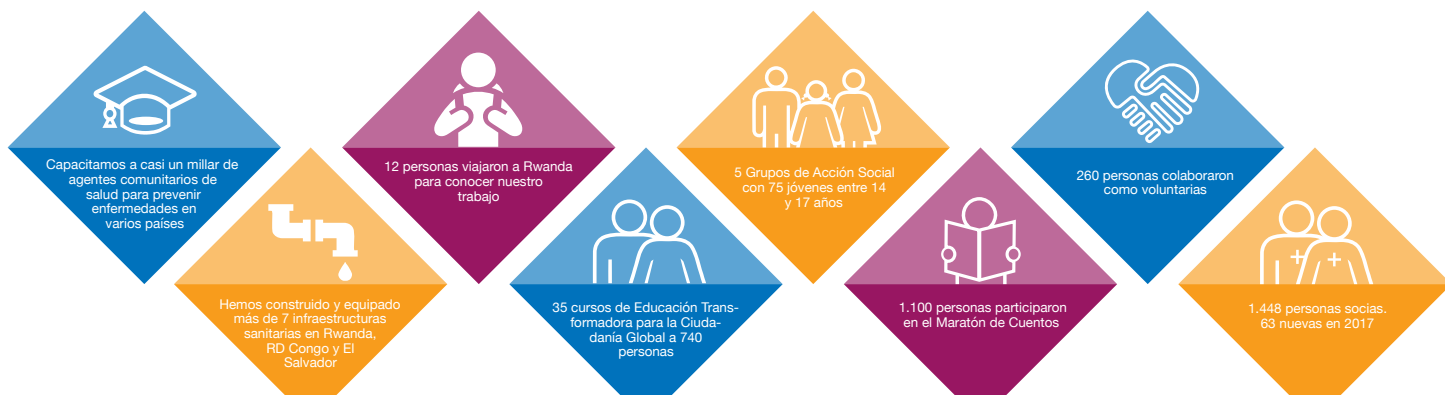 Capacitamos a casi un millar de
agentes comunitarios de
salud para prevenir
enfermedades en
varios países
Hemos construido y equipado
más de 7 infraestructuras
sanitarias en Rwanda,
RD Congo y El
Salvador
12 personas viajaron a Rwanda
para conocer nuestro
trabajo
35 cursos de Educación Trans-
formadora para la Ciuda-
danía Global a 740
personas
5 Grupos de Acción Social
con 75 jóvenes entre 14
y 17 años
1.100 personas participaron
en el Maratón de Cuentos
260 personas colaboraron
como voluntarias
1.448 personas socias.
63 nuevas en 2017